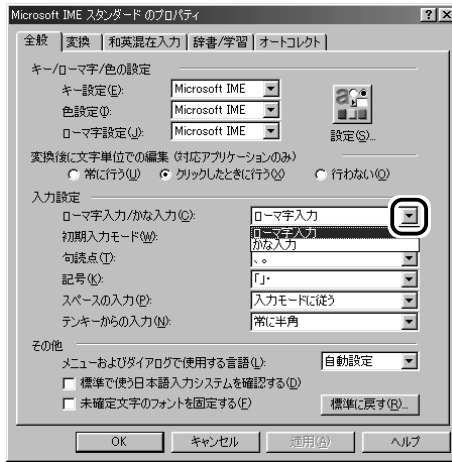 Microsoft IME スタンダード のプロパティ
全般 変換 和英混在入力 辞書/学習 オートコレクト
キー/ローマ字/色の設定
キー設定(E): Microsoft IME
色設定(I): Microsoft IME
ローマ字設定(J): Microsoft IME
設定(S)...
変換後に文字単位での編集 (対応アプリケーションのみ)
常に行う(U) クリックしたときに行う(X) 行わない(O)
入力設定
ローマ字入力/かな入力(C): ローマ字入力
ローマ字入力
かな入力
初期入力モード(W):
句読点(T): 、。
記号(K): 「」・
スペースの入力(P): 入力モードに従う
テンキーからの入力(N): 常に半角
その他
メニューおよびダイアログで使用する言語(L): 自動設定
標準で使う日本語入力システムを確認する(D)
未確定文字のフォントを固定する(F) 標準に戻す(R)...
OK キャンセル 適用(A) ヘルプ